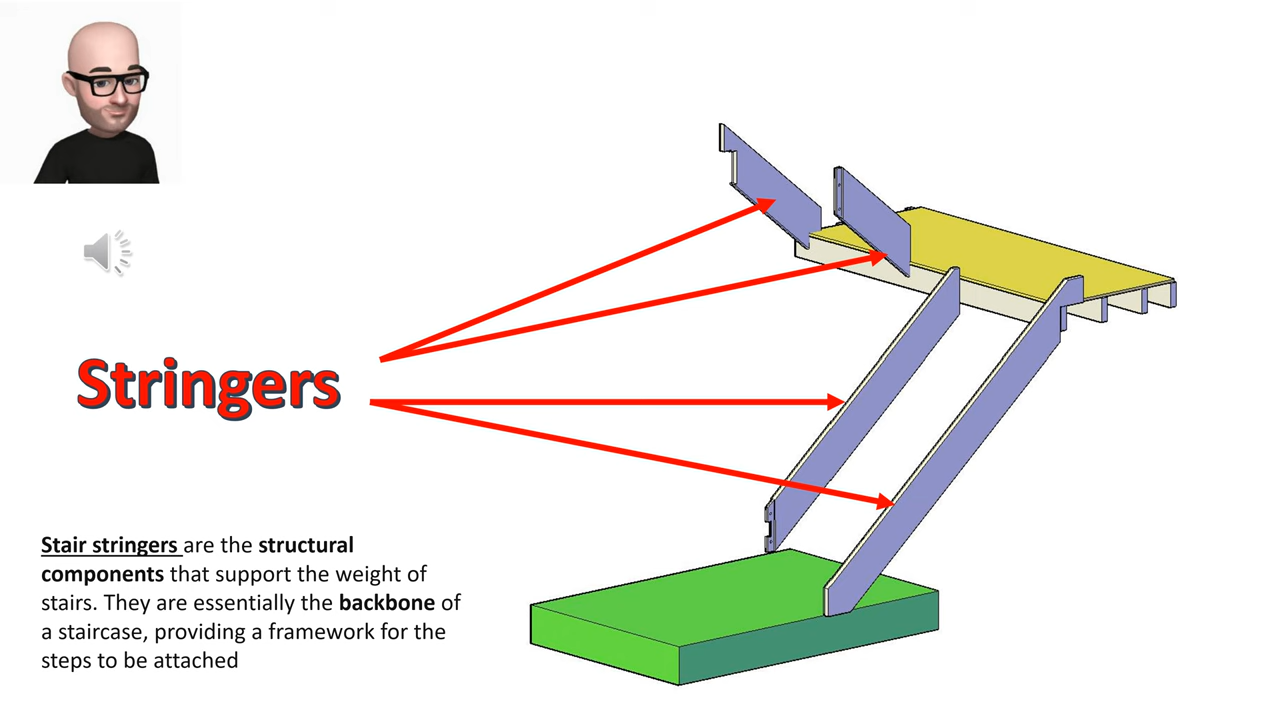 Stringers
Stair stringers are the structural
components that support the weight of
stairs. They are essentially the backbone of
a staircase, providing a framework for the
steps to be attached